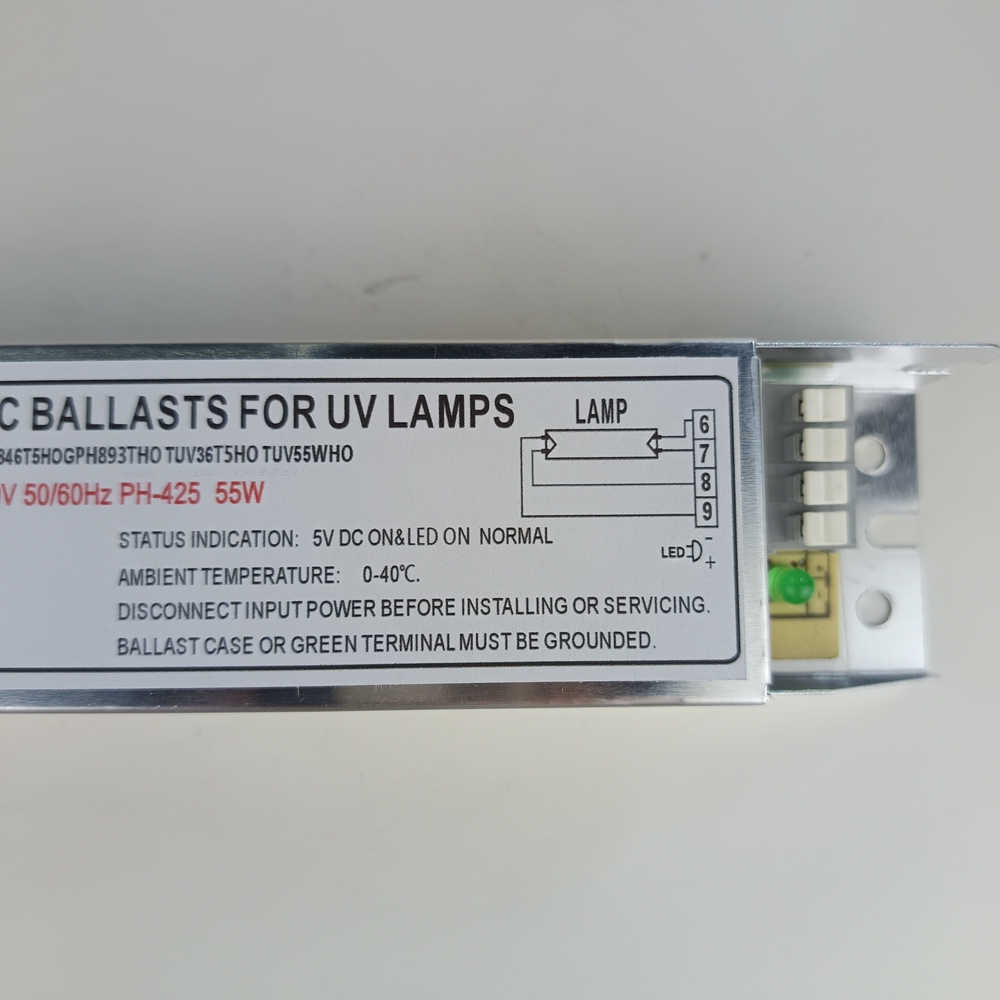 C BALLASTS FOR UV LAMPS
846T5HOGPH893THO TUV36T5HO TUV55WHO
V 50/60Hz PH-425 55W
STATUS INDICATION: 5V DC ON&LED ON NORMAL
AMBIENT TEMPERATURE: 0-40℃.
DISCONNECT INPUT POWER BEFORE INSTALLING OR SERVICING.
BALLAST CASE OR GREEN TERMINAL MUST BE GROUNDED.
LAMP
6
7
8
9
LED - +